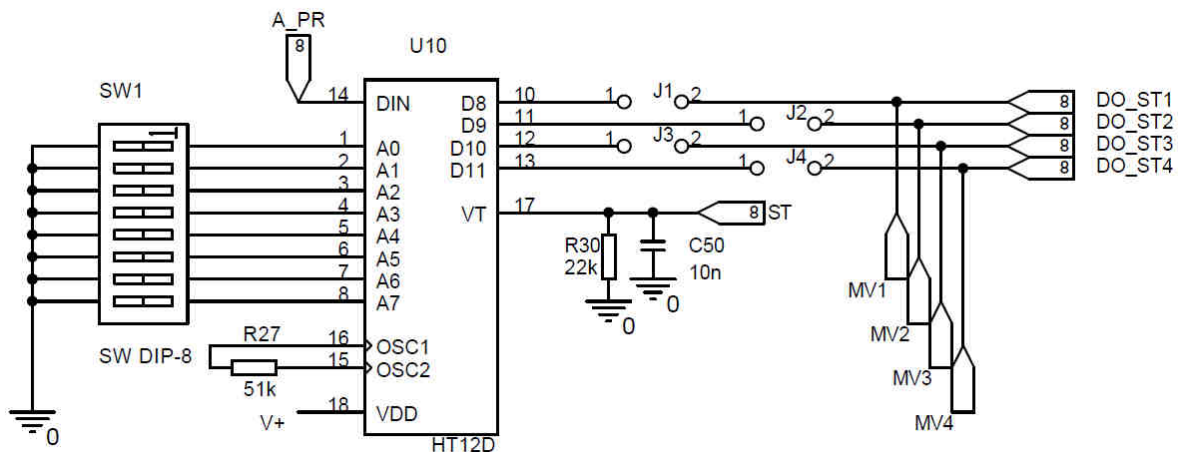 A_PR
8
U10
SW1
1
14 DIN
1 A0
2 A1
3 A2
4 A3
5 A4
6 A5
7 A6
8 A7
16 OSC1
15 OSC2
18 VDD
V+
D8 10
D9 11
D10 12
D11 13
VT 17
HT12D
SW DIP-8
R27
51k
0
1 J1 2
1 J2 2
1 J3 2
1 J4 2
8 DO_ST1
8 DO_ST2
8 DO_ST3
8 DO_ST4
8 ST
R30
22k
0
C50
10n
0
MV1
MV2
MV3
MV4